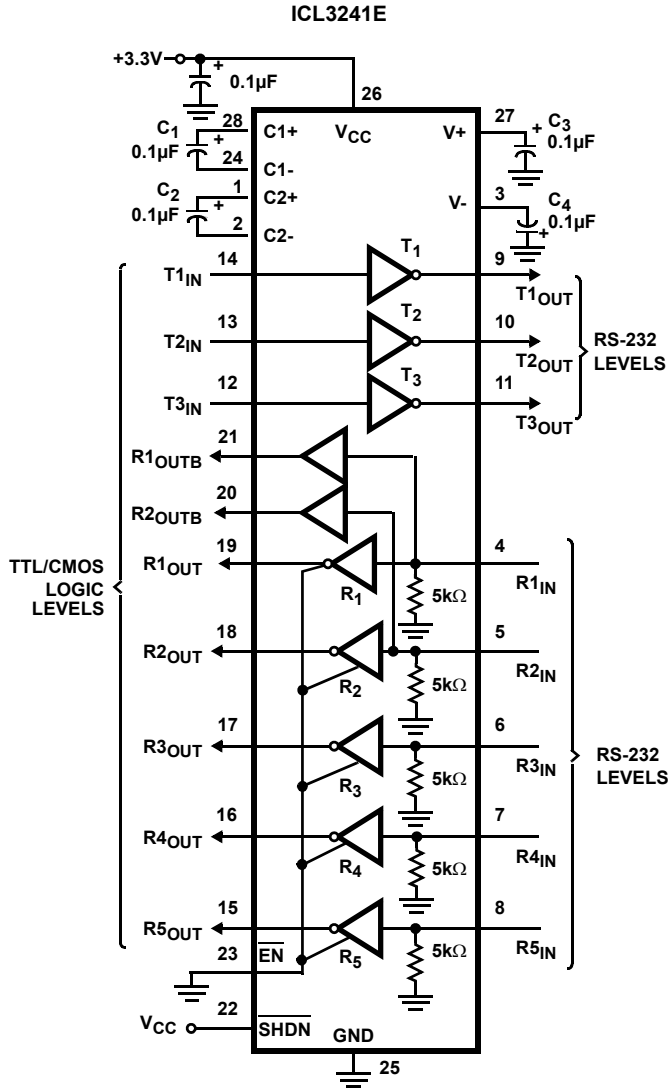 ICL3241E
+3.3V
+
0.1µF
26
28
C1+
VCC
V+
27
+
C3
0.1µF
C1
0.1µF
+
24
C1-
1
C2+
V-
3
C4
0.1µF
+
C2
0.1µF
+
2
C2-
T1IN
14
T1
9
T1OUT
T2IN
13
T2
10
T2OUT
RS-232
LEVELS
T3IN
12
T3
11
T3OUT
R1OUTB
21
R2OUTB
20
TTL/CMOS
LOGIC
LEVELS
R1OUT
19
R1
5kΩ
4
R1IN
R2OUT
18
R2
5kΩ
5
R2IN
R3OUT
17
R3
5kΩ
6
R3IN
RS-232
LEVELS
R4OUT
16
R4
5kΩ
7
R4IN
R5OUT
15
R5
5kΩ
8
R5IN
23
EN
VCC
22
SHDN
GND
25